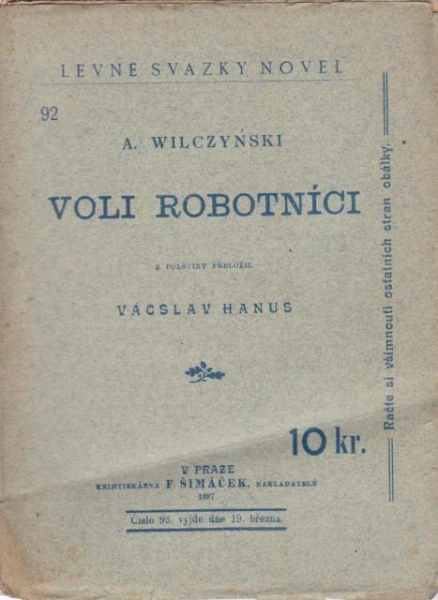 LEVNÉ SVAZKY NOVEL
92
A. WILCZYŃSKI
VOLI ROBOTNÍCI
Z POLŠTINY PŘELOŽIL
VÁCSLAV HANUS
10 kr.
V PRAZE
KNIHTISKÁRNA F. ŠIMÁČEK, NAKLADATELÉ
1897
Číslo 93. vyjde dne 19. března.
Račte si všimnouti ostatních stran obálky.